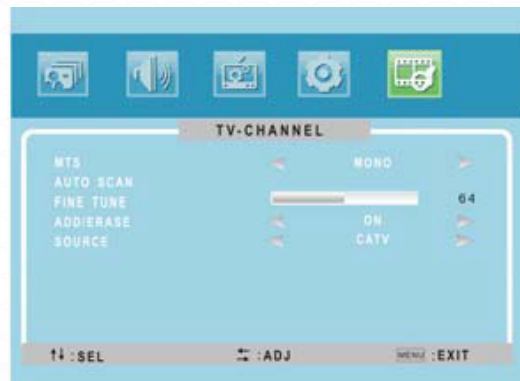 TV-CHANNEL
MTS MONO
AUTO SCAN
FINE TUNE 64
ADD/ERASE ON
SOURCE CATV
↑↓ :SEL ⇆ :ADJ MENU :EXIT